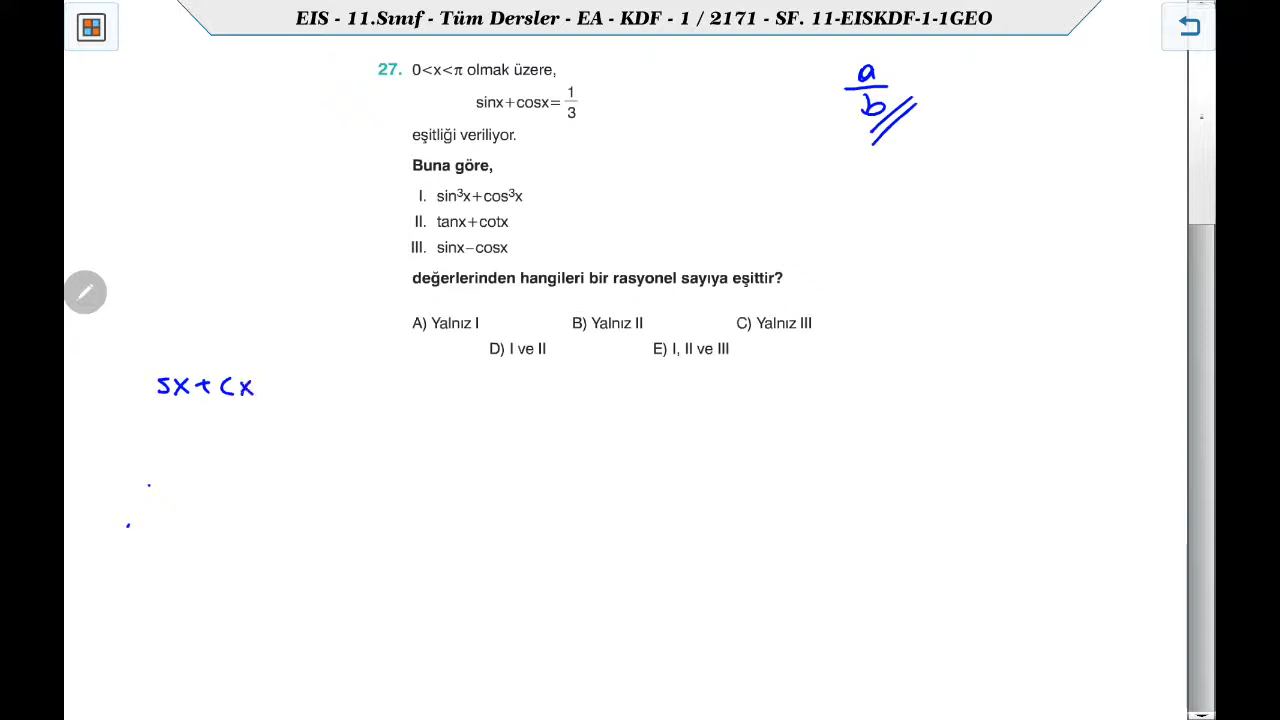 EIS - 11.Sınıf - Tüm Dersler - EA - KDF - 1 / 2171 - SF. 11-EISKDF-1-1GEO
27. 0<x<π olmak üzere,
sinx+cosx=1/3
eşitliği veriliyor.
Buna göre,
I. sin³x+cos³x
II. tanx+cotx
III. sinx−cosx
değerlerinden hangileri bir rasyonel sayıya eşittir?
A) Yalnız I B) Yalnız II C) Yalnız III
D) I ve II E) I, II ve III
a
b
sx+cx